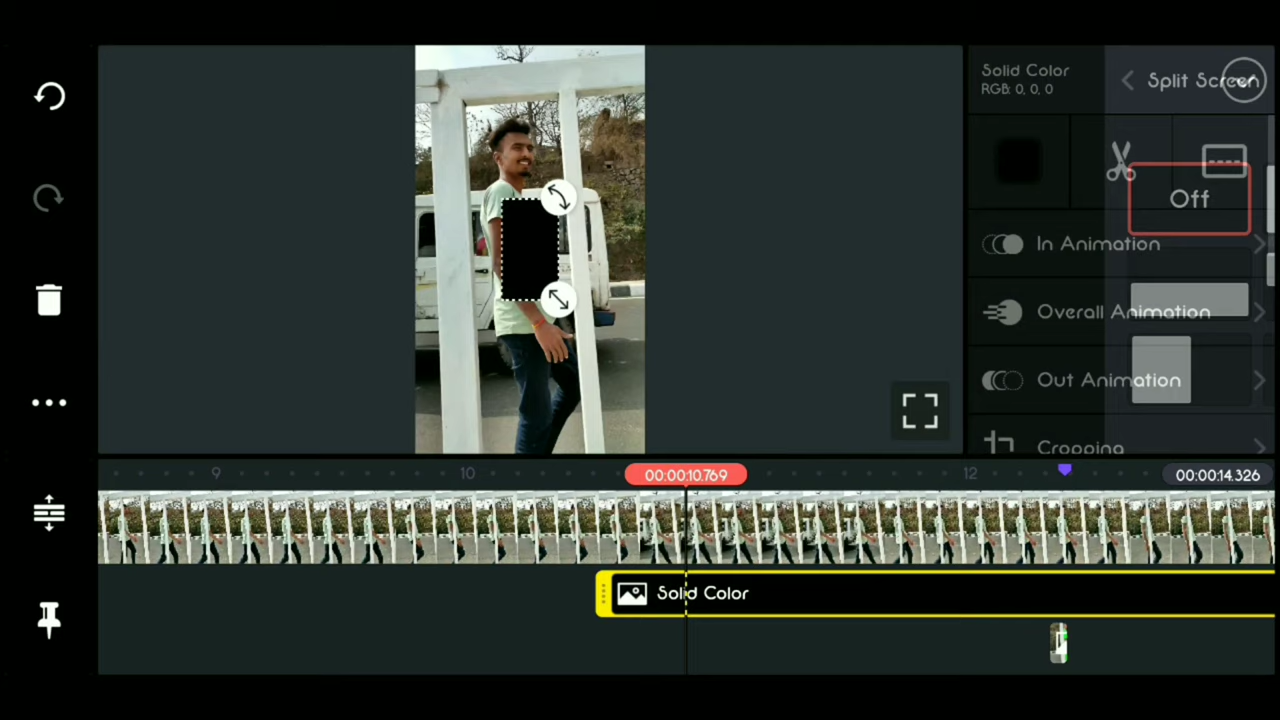 Solid Color
RGB: 0, 0, 0
Split Screen
Off
In Animation
Overall Animation
Out Animation
Cropping
9
10
00:00:10.769
12
00:00:14.326
Solid Color